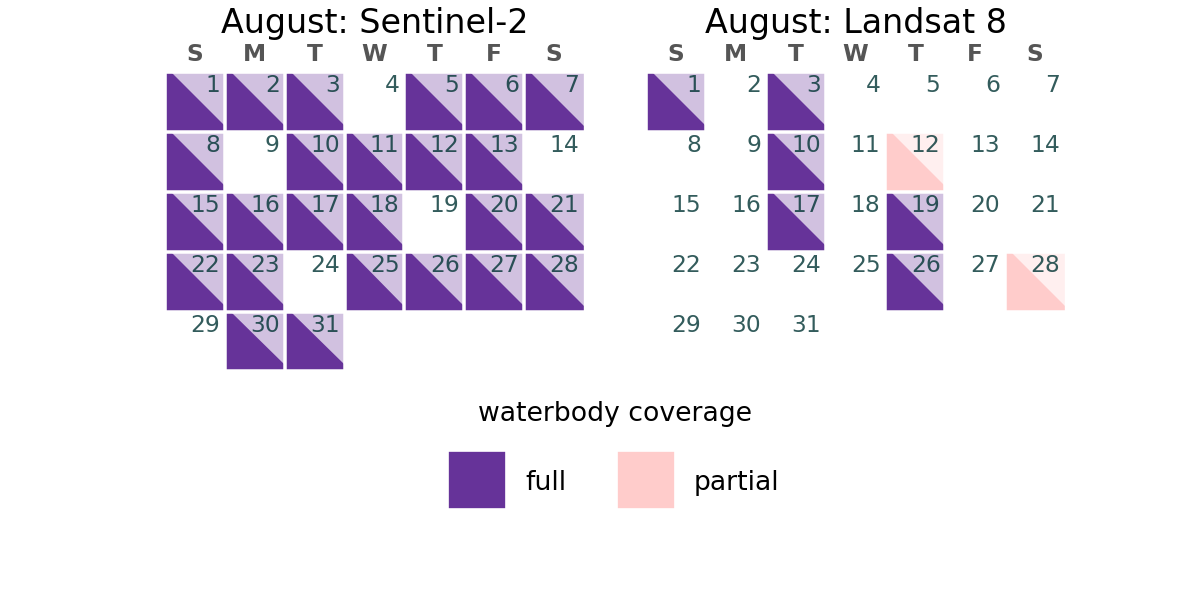 August: Sentinel-2
S M T W T F S
1 2 3 4 5 6 7
8 9 10 11 12 13 14
15 16 17 18 19 20 21
22 23 24 25 26 27 28
29 30 31
August: Landsat 8
S M T W T F S
1 2 3 4 5 6 7
8 9 10 11 12 13 14
15 16 17 18 19 20 21
22 23 24 25 26 27 28
29 30 31
waterbody coverage
full partial